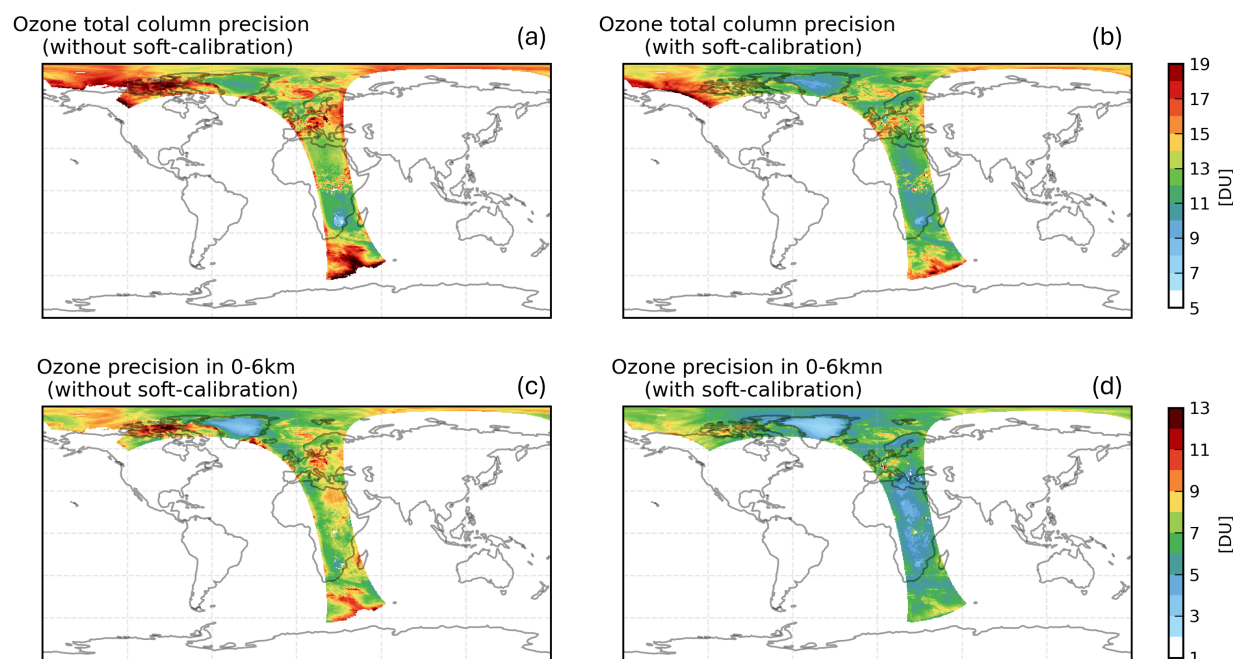 Ozone total column precision
(without soft-calibration)
(a)
Ozone total column precision
(with soft-calibration)
(b)
19
17
15
13
11
9
7
5
[DU]
Ozone precision in 0-6km
(without soft-calibration)
(c)
Ozone precision in 0-6kmn
(with soft-calibration)
(d)
13
11
9
7
5
3
1
[DU]